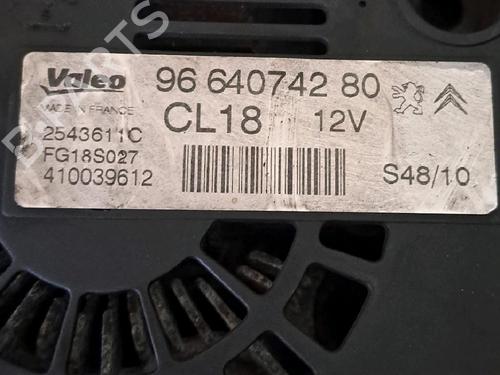 Valeo
MADE IN FRANCE
96 640742 80
CL18 12V
2543611C
FG18S027
410039612
S48/10